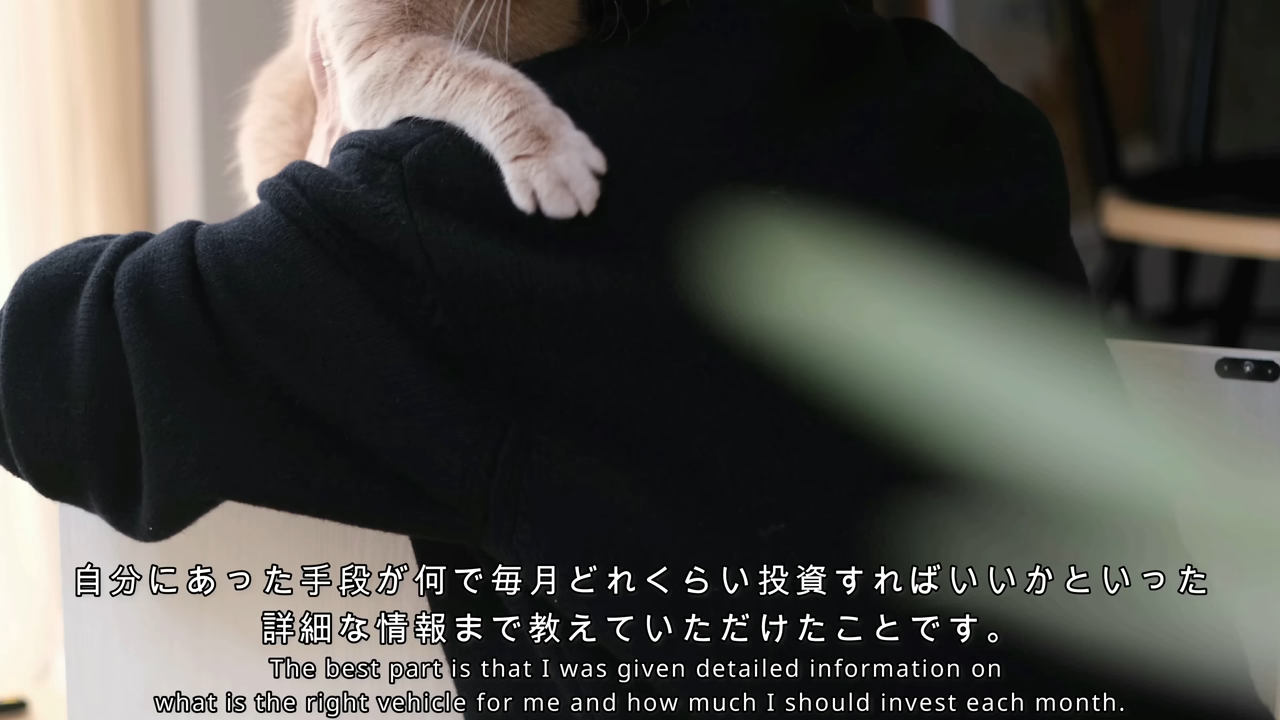 自分にあった手段が何で毎月どれくらい投資すればいいかといった
詳細な情報まで教えていただけたことです。
The best part is that I was given detailed information on
what is the right vehicle for me and how much I should invest each month.